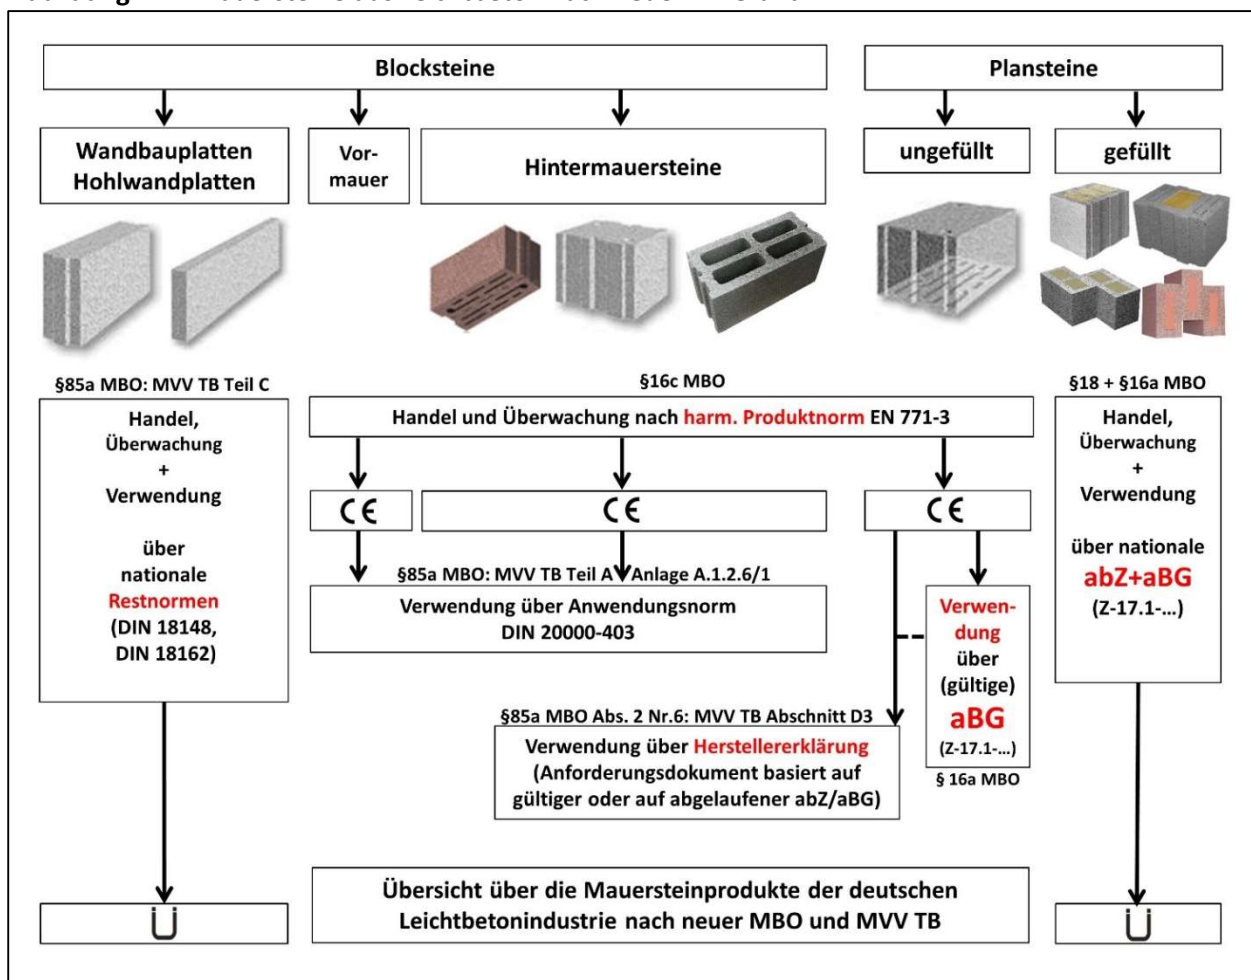 Blocksteine
Plansteine
Wandbauplatten
Hohlwandplatten
Vor-
mauer
Hintermauersteine
ungefüllt
gefüllt
§85a MBO: MVV TB Teil C
§16c MBO
§18 + §16a MBO
Handel,
Überwachung
+
Verwendung
über
nationale
Restnormen
(DIN 18148,
DIN 18162)
Handel und Überwachung nach harm. Produktnorm EN 771-3
CE
CE
CE
§85a MBO: MVV TB Teil A Anlage A.1.2.6/1
Verwendung über Anwendungsnorm
DIN 20000-403
Verwen-
dung
über
(gültige)
aBG
(Z-17.1-...)
§ 16a MBO
§85a MBO Abs. 2 Nr.6: MVV TB Abschnitt D3
Verwendung über Herstellererklärung
(Anforderungsdokument basiert auf
gültiger oder auf abgelaufener abZ/aBG)
Handel,
Überwachung
+
Verwendung
über nationale
abZ+aBG
(Z-17.1-...)
Ü
Übersicht über die Mauersteinprodukte der deutschen
Leichtbetonindustrie nach neuer MBO und MVV TB
Ü